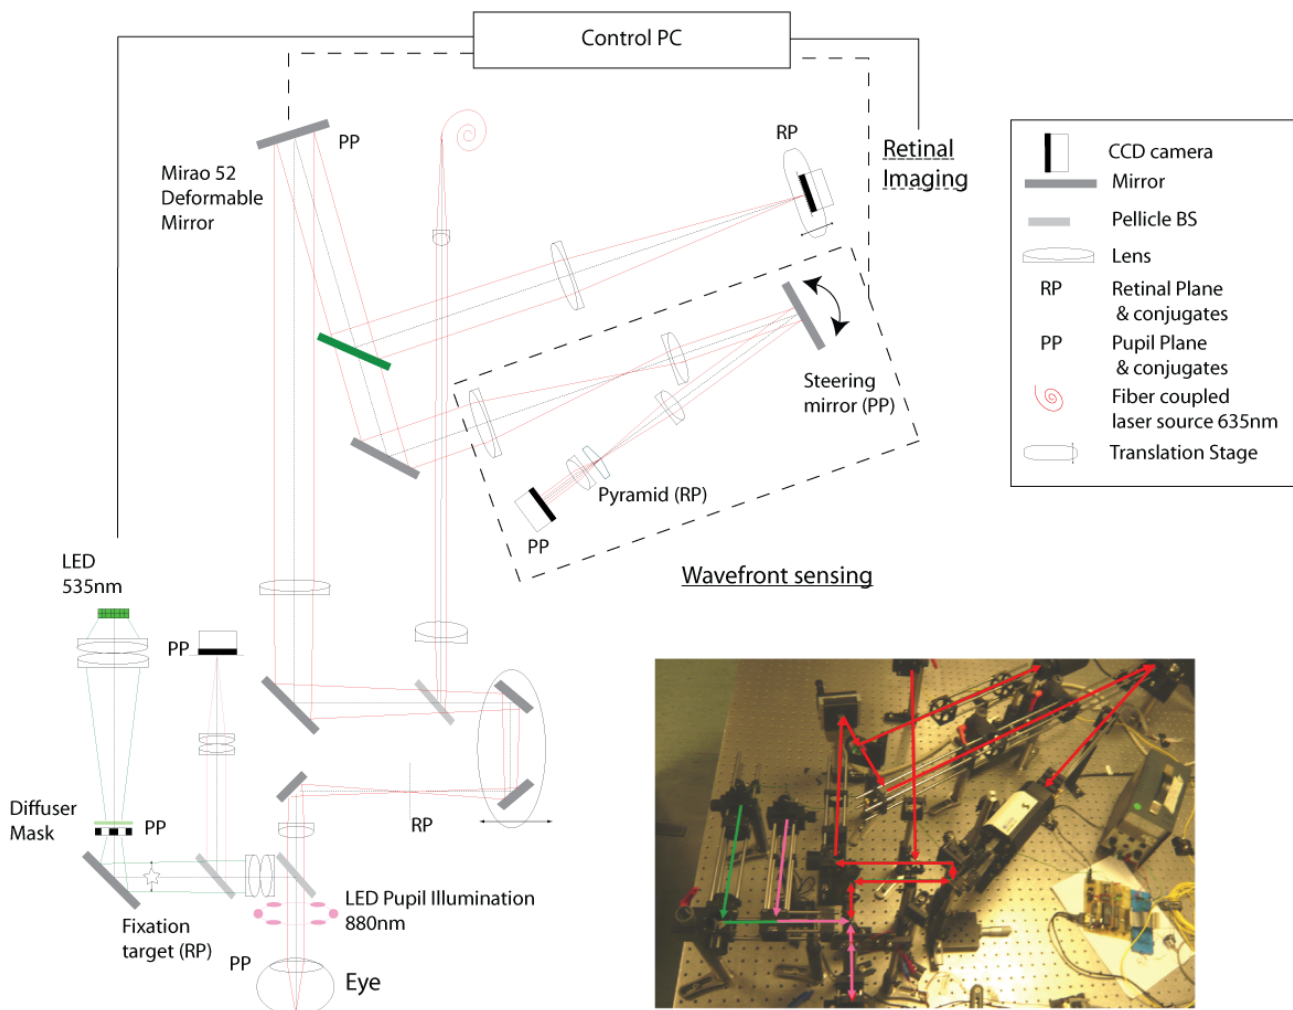 Control PC
PP
RP
Retinal
Imaging
Mirao 52
Deformable
Mirror
CCD camera
Mirror
Pellicle BS
Lens
RP
Retinal Plane
& conjugates
PP
Pupil Plane
& conjugates
Fiber coupled
laser source 635nm
Translation Stage
Steering
mirror (PP)
Pyramid (RP)
PP
Wavefront sensing
LED
535nm
PP
RP
Diffuser
Mask
PP
Fixation
target (RP)
LED Pupil Illumination
880nm
PP
Eye